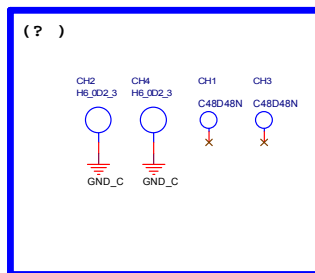 (? )
CH2 CH4 CH1 CH3
H6_0D2_3 H6_0D2_3 C48D48N C48D48N
GND_C GND_C